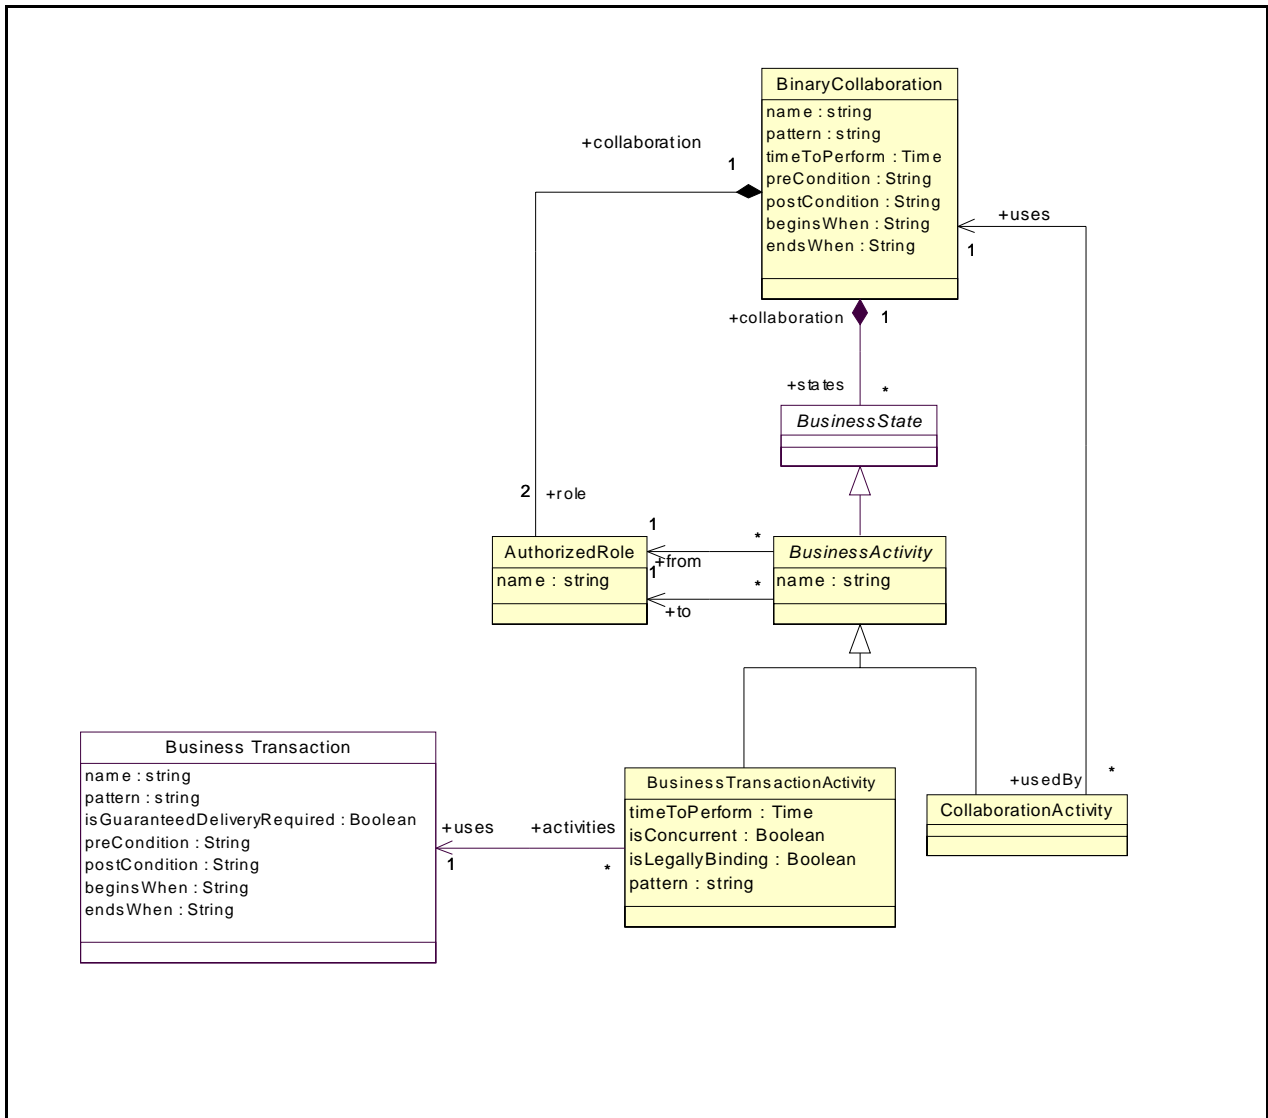 BinaryCollaboration
name : string
pattern : string
timeToPerform : Time
preCondition : String
postCondition : String
beginsWhen : String
endsWhen : String
+collaboration
1
+uses
1
+collaboration
1
+states
*
BusinessState
2
+role
1
*
AuthorizedRole
name : string
+from
1
*
+to
BusinessActivity
name : string
Business Transaction
name : string
pattern : string
isGuaranteedDeliveryRequired : Boolean
preCondition : String
postCondition : String
beginsWhen : String
endsWhen : String
+uses
1
+activities
*
BusinessTransactionActivity
timeToPerform : Time
isConcurrent : Boolean
isLegallyBinding : Boolean
pattern : string
+usedBy
*
CollaborationActivity